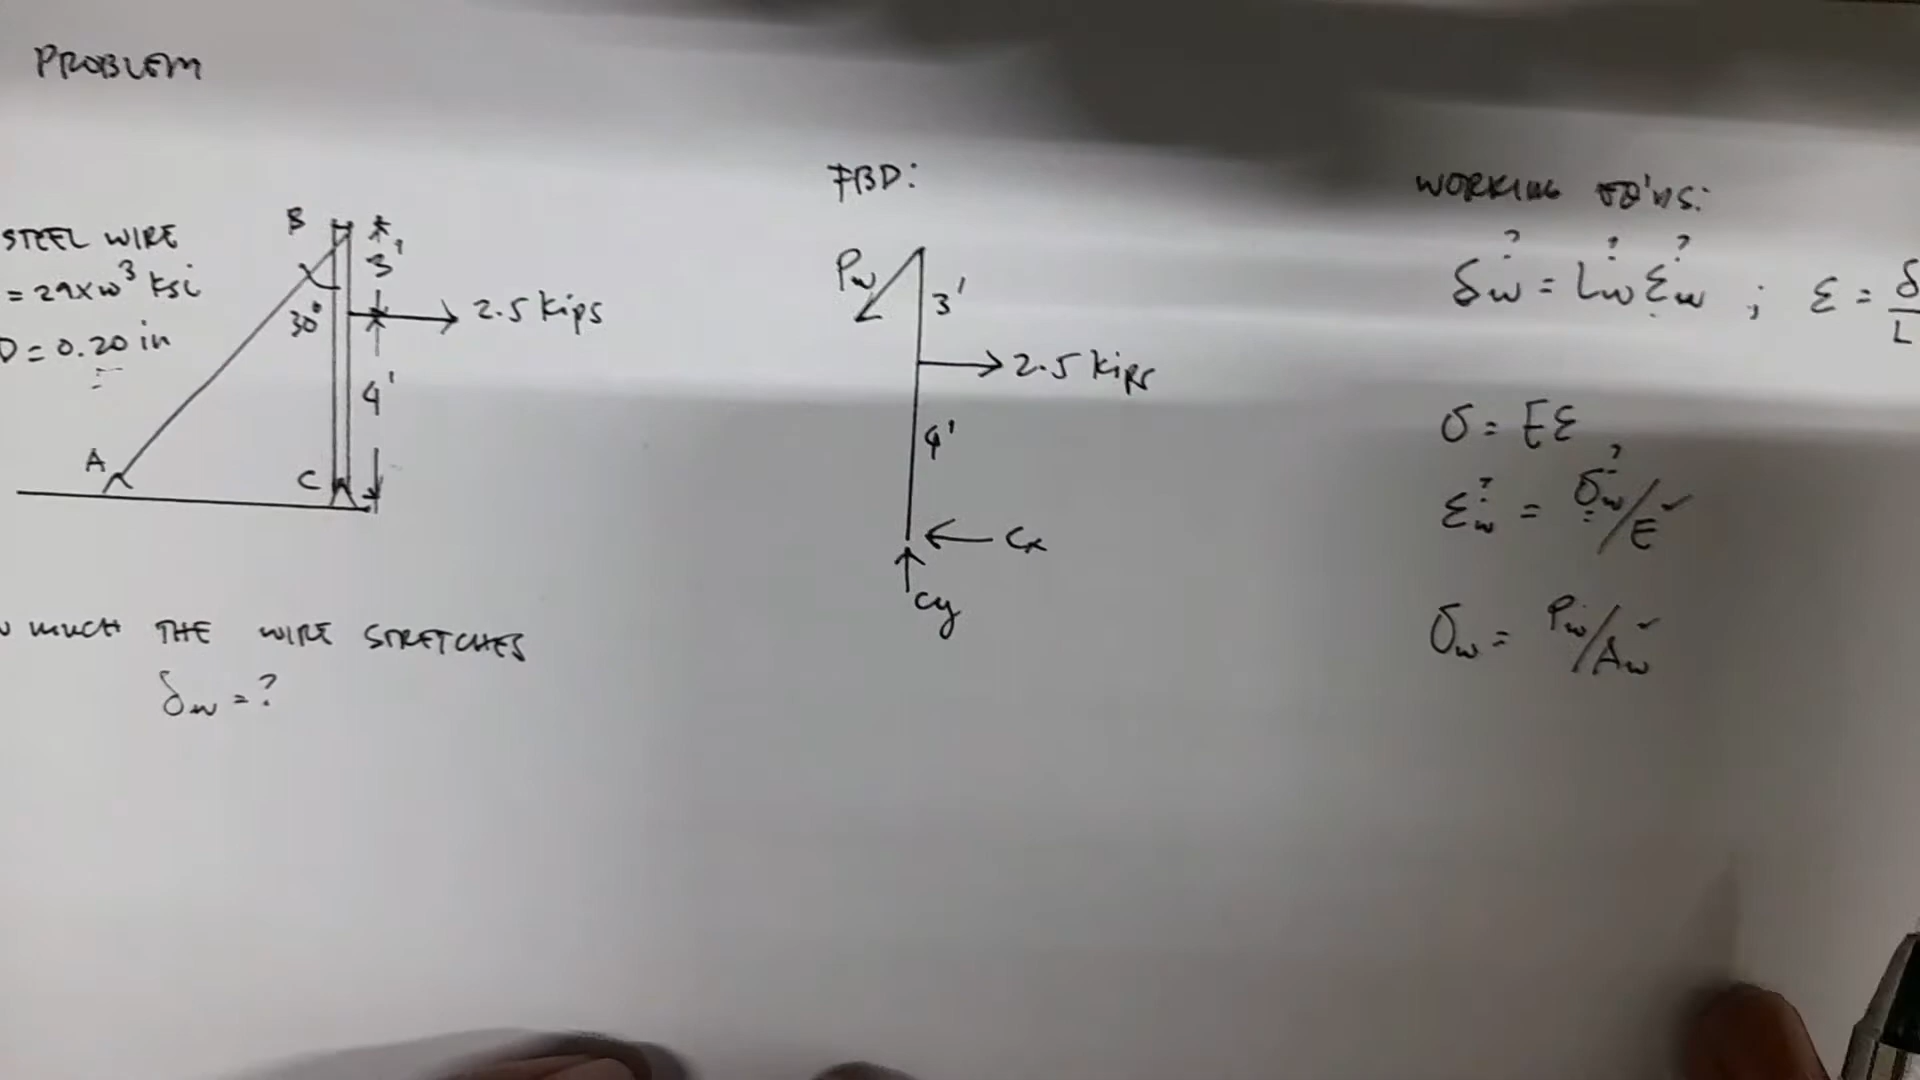 PROBLEM
STEEL WIRE
= 29x10³ ksi
D = 0.20 in
B
3'
30°
2.5 kips
4'
A
C
MUCH THE WIRE STRETCHES
δw = ?
FBD:
Pw
3'
2.5 kips
4'
Cx
Cy
WORKING EQ'NS:
? ? ?
δw = Lw εw ; ε = δ/L
σ = Eε
?
εw? = σw/E ✓
σw = Pw/Aw ✓